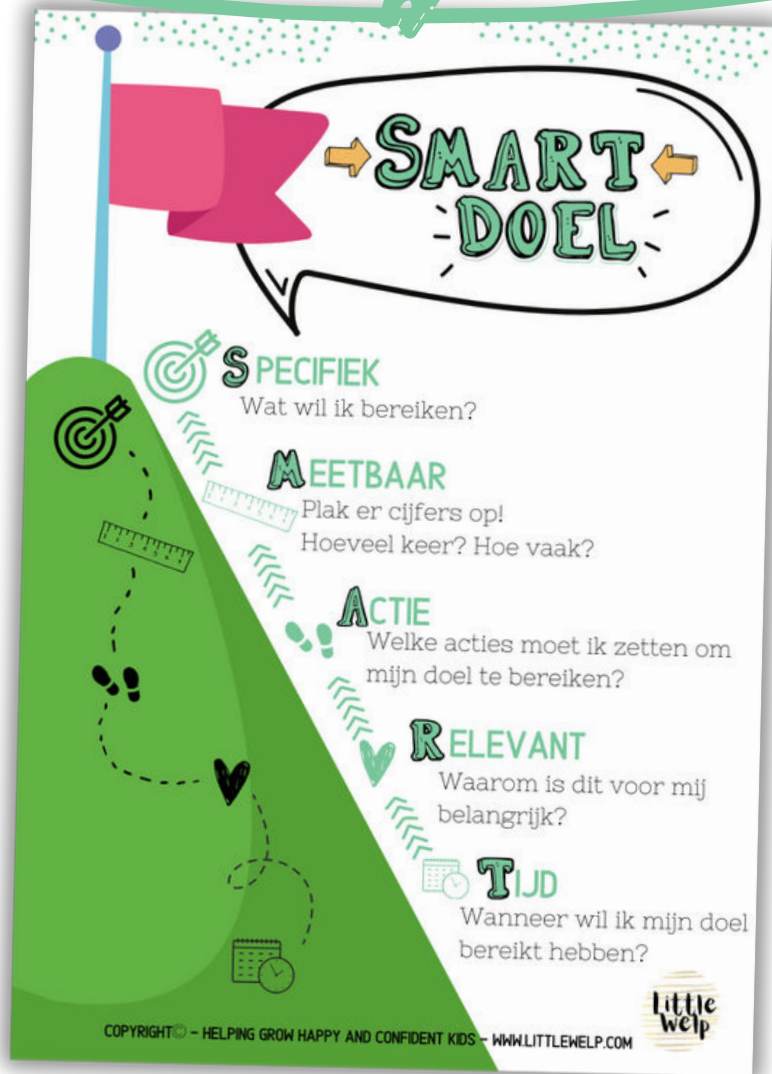 SMART
DOEL
SPECIFIEK
Wat wil ik bereiken?
MEETBAAR
Plak er cijfers op!
Hoeveel keer? Hoe vaak?
ACTIE
Welke acties moet ik zetten om
mijn doel te bereiken?
RELEVANT
Waarom is dit voor mij
belangrijk?
TIJD
Wanneer wil ik mijn doel
bereikt hebben?
Little
Welp
COPYRIGHT© – HELPING GROW HAPPY AND CONFIDENT KIDS – WWW.LITTLEWELP.COM